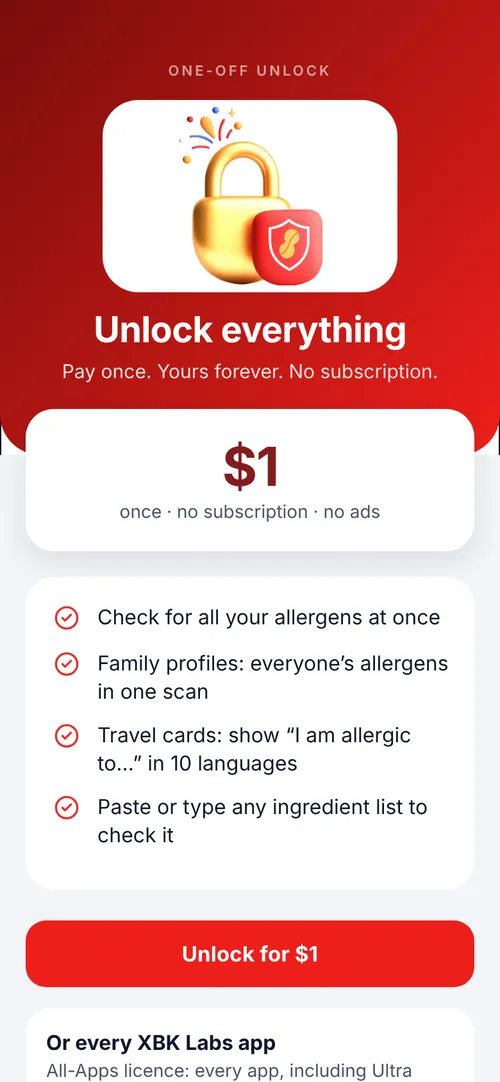 ONE-OFF UNLOCK
Unlock everything
Pay once. Yours forever. No subscription.
$1
once · no subscription · no ads
Check for all your allergens at once
Family profiles: everyone’s allergens
in one scan
Travel cards: show “I am allergic
to…” in 10 languages
Paste or type any ingredient list to
check it
Unlock for $1
Or every XBK Labs app
All-Apps licence: every app, including Ultra